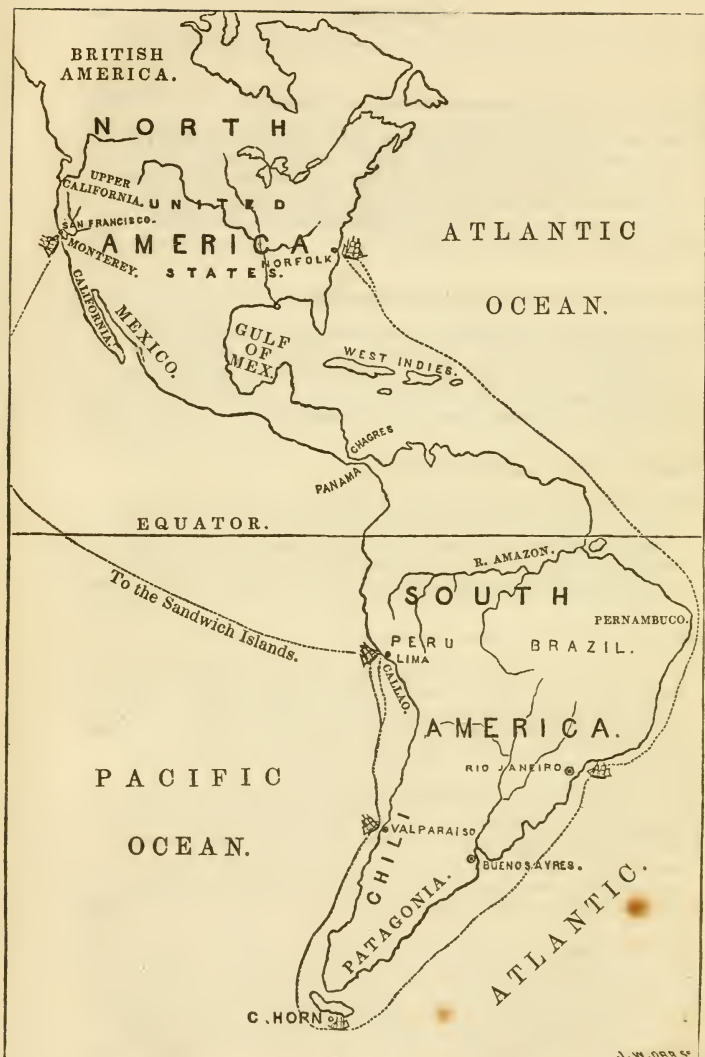 BRITISH
AMERICA.
NORTH
UPPER
CALIFORNIA.
UNITED
SAN FRANCISCO.
MONTEREY.
AMERICA
NORFOLK
STATES.
ATLANTIC
OCEAN.
CALIFORNIA.
MEXICO.
GULF
OF
MEX.
WEST INDIES.
CHAGRES
PANAMA
EQUATOR.
R. AMAZON.
To the Sandwich Islands.
SOUTH
PERNAMBUCO.
PERU
BRAZIL.
LIMA
CALLAO.
AMERICA.
RIO JANEIRO
PACIFIC
OCEAN.
VALPARAISO
CHILI
BUENOS AYRES.
PATAGONIA.
ATLANTIC.
C. HORN
J. W. ORR Sc